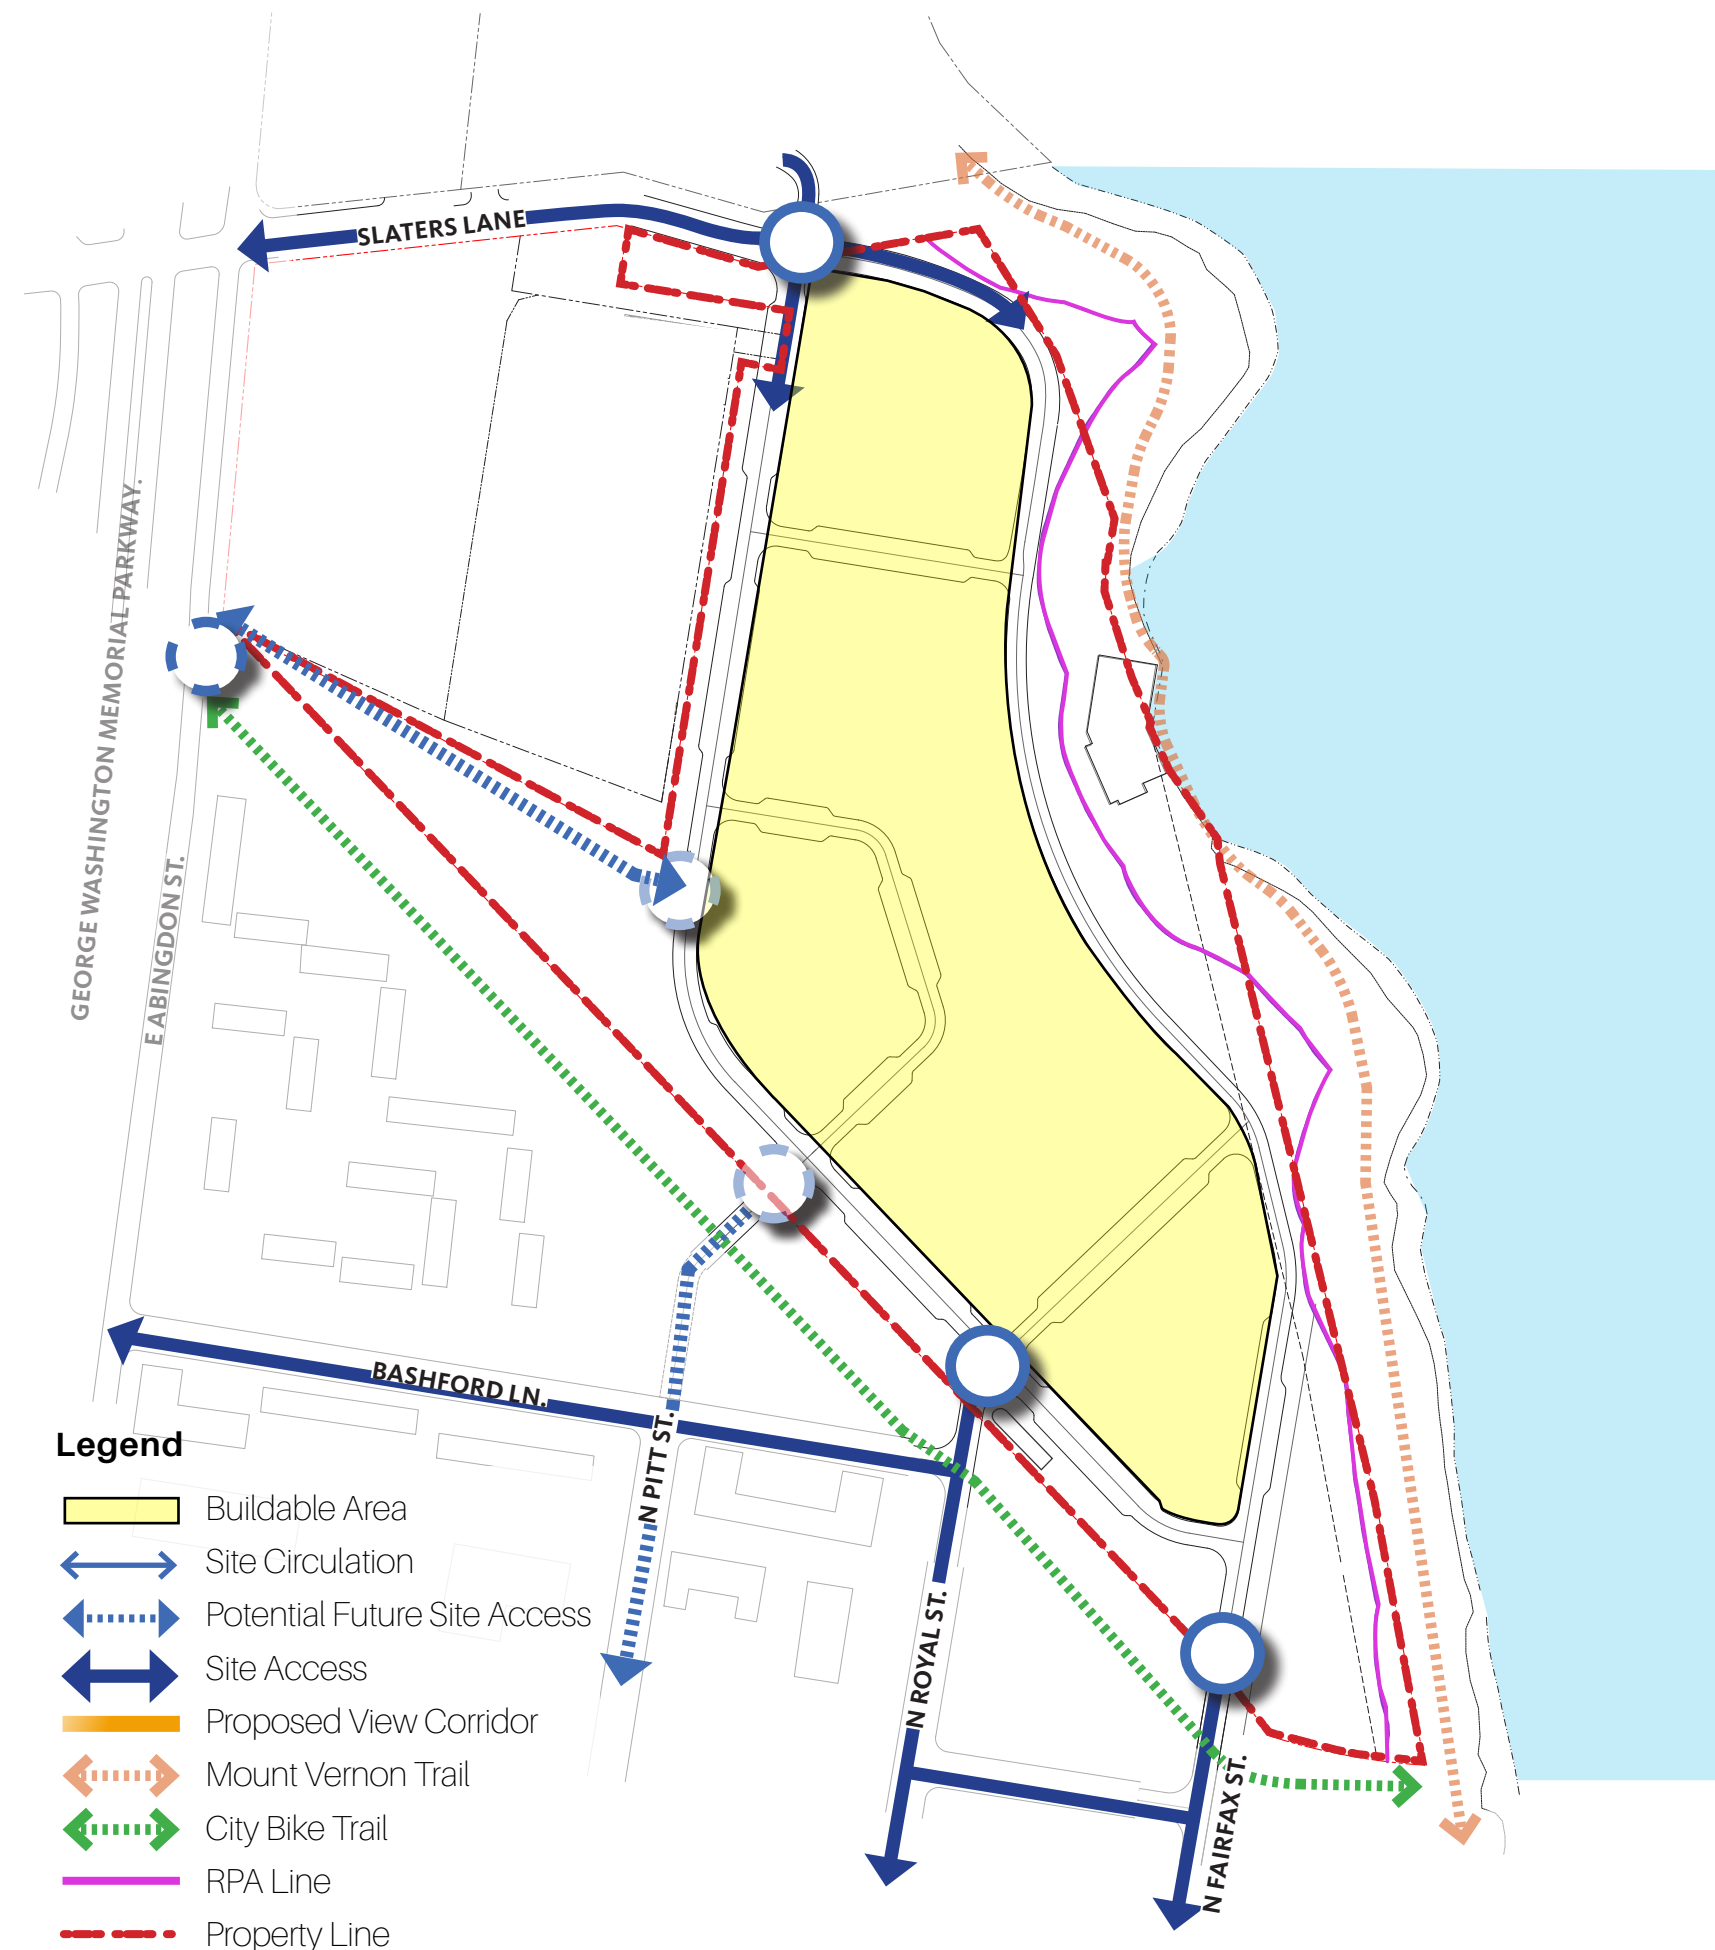 SLATERS LANE
GEORGE WASHINGTON MEMORIAL PARKWAY.
E ABINGDON ST.
BASHFORD LN.
N PITT ST.
N ROYAL ST.
N FAIRFAX ST.
Legend
Buildable Area
Site Circulation
Potential Future Site Access
Site Access
Proposed View Corridor
Mount Vernon Trail
City Bike Trail
RPA Line
Property Line